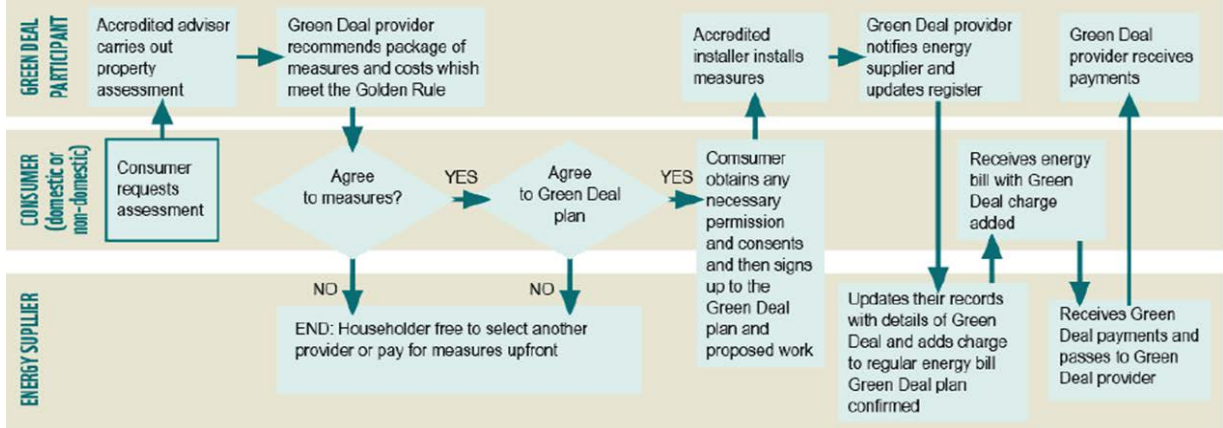 GREEN DEAL
PARTICIPANT
Accredited adviser
carries out
property
assessment
Green Deal provider
recommends package of
measures and costs whish
meet the Golden Rule
Accredited
installer installs
measures
Green Deal provider
notifies energy
supplier and
updates register
Green Deal
provider receives
payments
CONSUMER
(domestic or
non-domestic)
Consumer
requests
assessment
Agree
to measures?
YES
Agree
to Green Deal
plan
YES
Comsumer
obtains any
necessary
permission
and consents
and then signs
up to the
Green Deal
plan and
proposed work
Receives energy
bill with Green
Deal charge
added
ENERGY SUPPLIER
NO
NO
END: Householder free to select another
provider or pay for measures upfront
Updates their records
with details of Green
Deal and adds charge
to regular energy bill
Green Deal plan
confirmed
Receives Green
Deal payments and
passes to Green
Deal provider